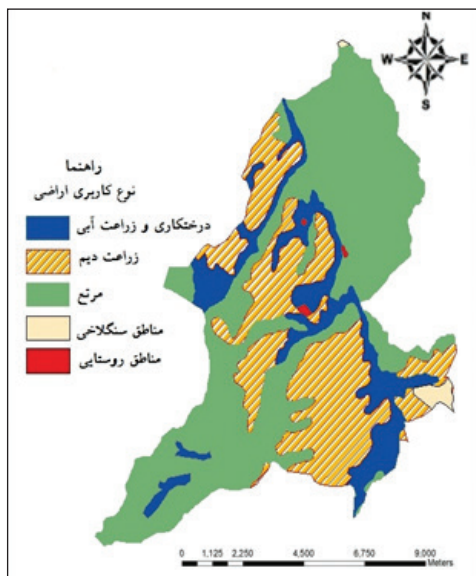 N
W E
S
راهنما
نوع کاربری اراضی
درختکاری و زراعت آبی
زراعت دیم
مرتع
مناطق سنگلاخی
مناطق روستایی
0 1,125 2,250 4,500 6,750 9,000
Meters